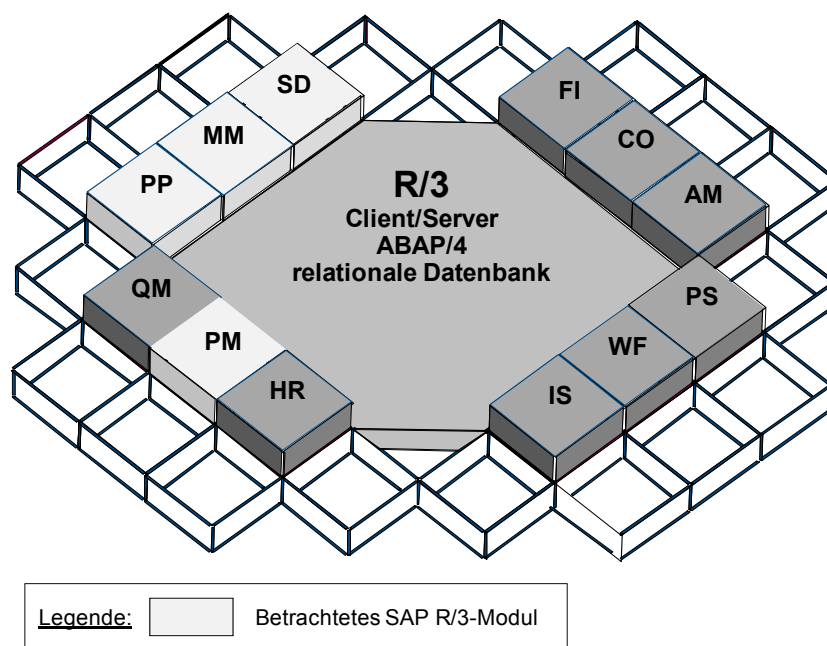 SD
MM
PP
FI
CO
AM
R/3
Client/Server
ABAP/4
relationale Datenbank
QM
PM
HR
PS
WF
IS
Legende: Betrachtetes SAP R/3-Modul